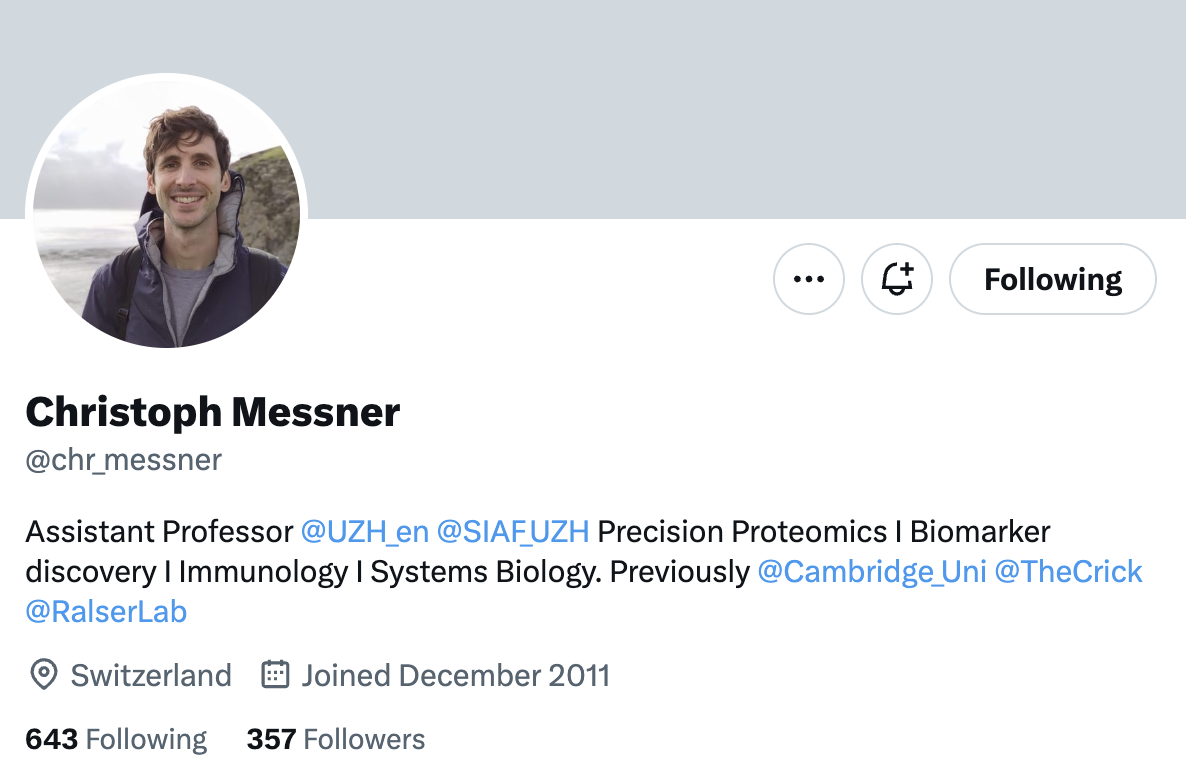 Following
Christoph Messner
@chr_messner
Assistant Professor @UZH_en @SIAF_UZH Precision Proteomics I Biomarker
discovery I Immunology I Systems Biology. Previously @Cambridge_Uni @TheCrick
@RalserLab
Switzerland Joined December 2011
643 Following 357 Followers